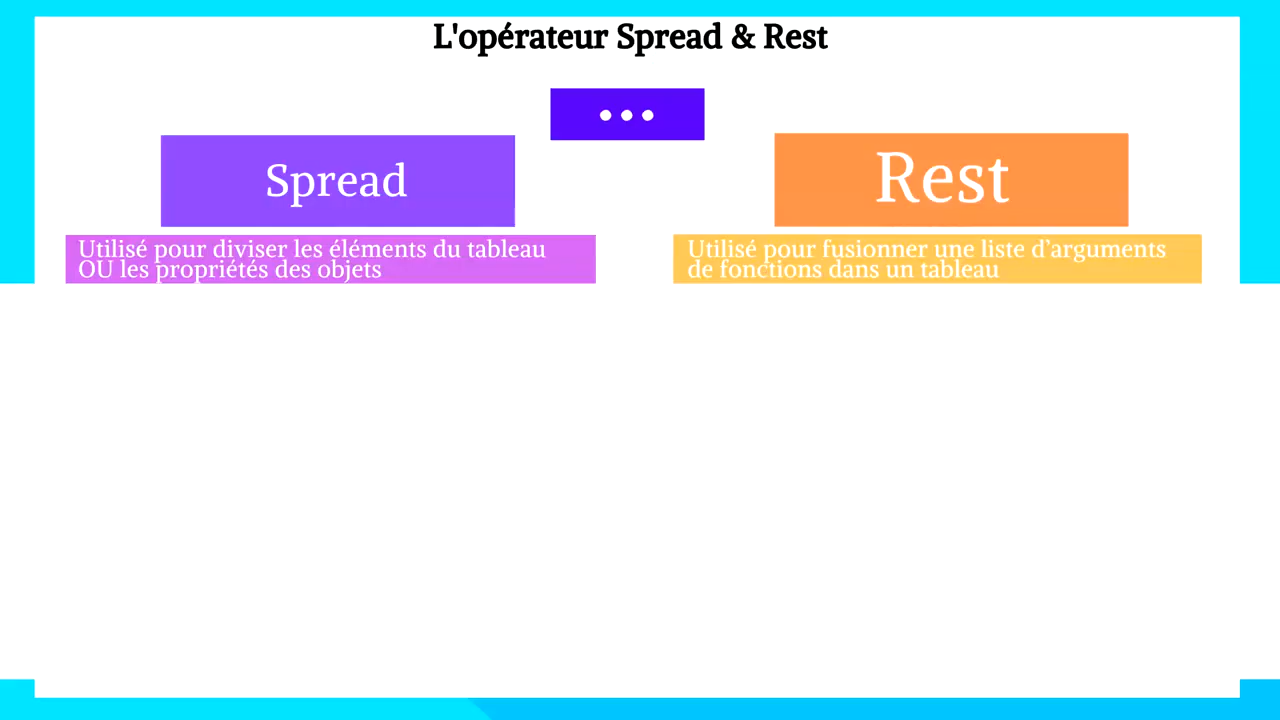 L'opérateur Spread & Rest
...
Spread
Rest
Utilisé pour diviser les éléments du tableau
OU les propriétés des objets
Utilisé pour fusionner une liste d’arguments
de fonctions dans un tableau